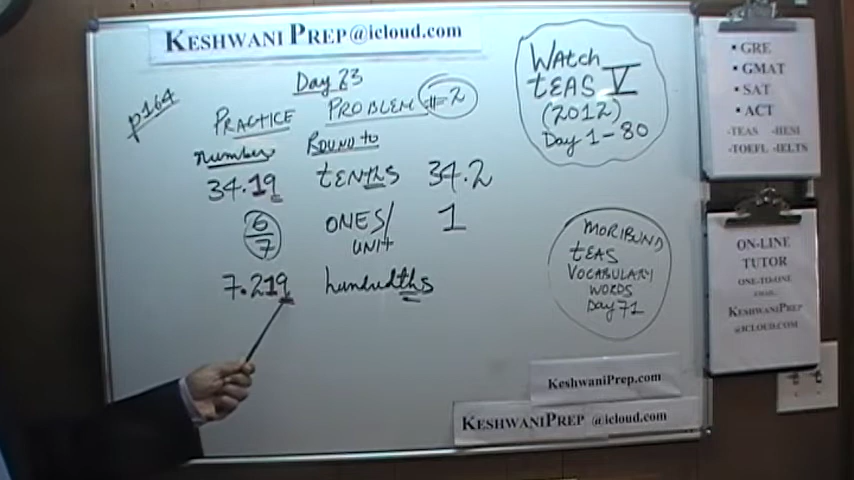 KESHWANI PREP@icloud.com
Day 23
p164
PRACTICE PROBLEM #2
number Round to
34.19 tENths 34.2
6/7 ONES/ 1
unit
7.219 hundredths
WAtch
tEAS V
(2012)
Day 1-80
MORIBUND
tEAS
VOCABULARY
WORDS
Day 71
• GRE
• GMAT
• SAT
• ACT
-TEAS -HESI
-TOEFL -IELTS
ON-LINE
TUTOR
ONE-TO-ONE
KESHWANIPREP
@ICLOUD.COM
KeshwaniPrep.com
KESHWANIPREP @icloud.com